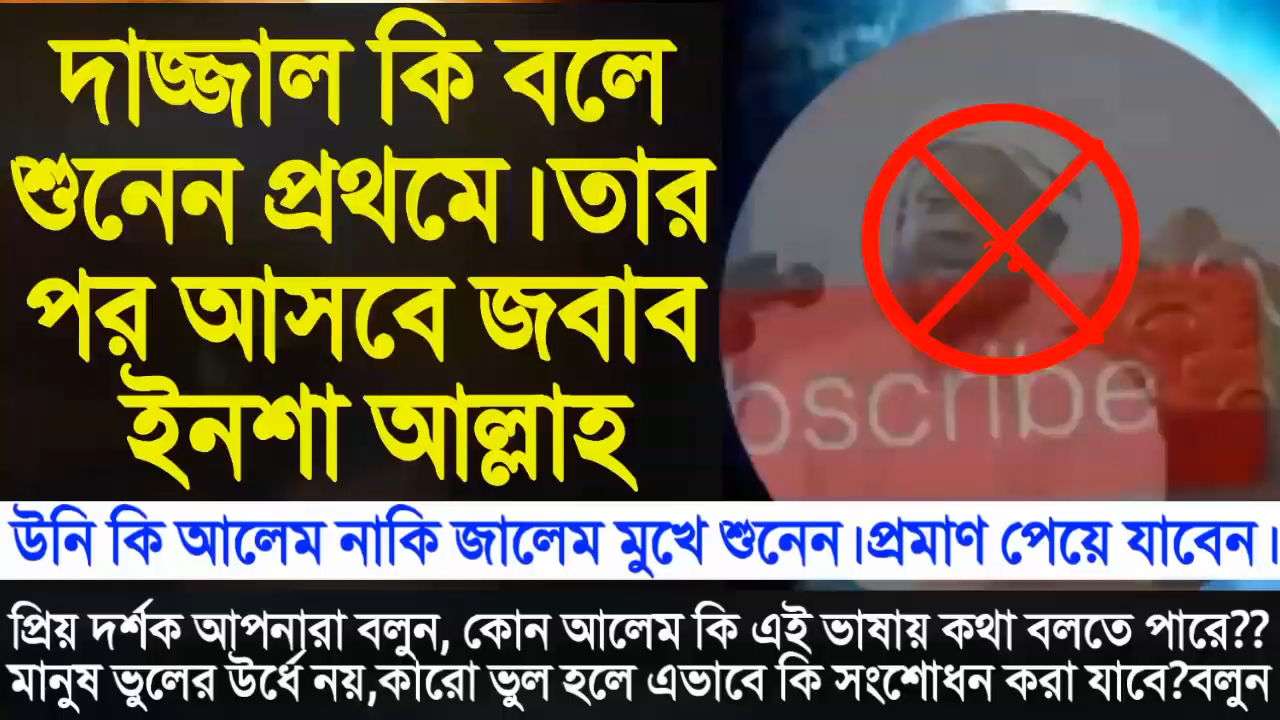 দাজ্জাল কি বলে
শুনেন প্রথমে।তার
পর আসবে জবাব
ইনশা আল্লাহ
bscribe
উনি কি আলেম নাকি জালেম মুখে শুনেন।প্রমাণ পেয়ে যাবেন।
প্রিয় দর্শক আপনারা বলুন, কোন আলেম কি এই ভাষায় কথা বলতে পারে??
মানুষ ভুলের উর্ধে নয়,কারো ভুল হলে এভাবে কি সংশোধন করা যাবে?বলুন